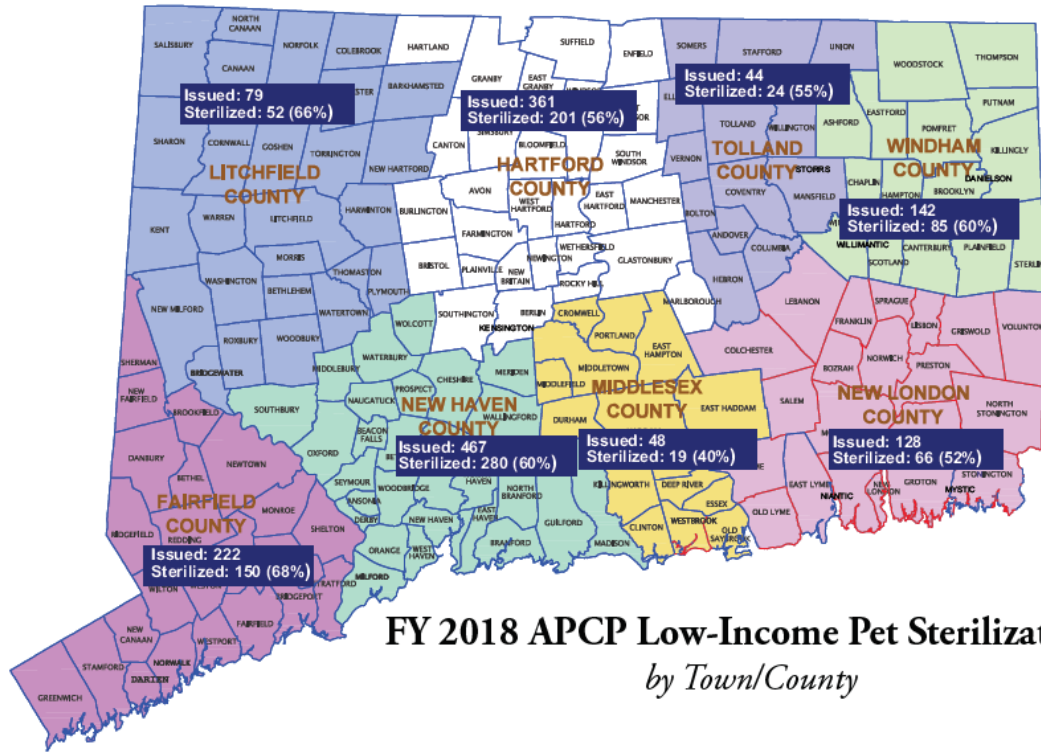 NORTH
CANAAN
SALISBURY
NORFOLK
COLEBROOK
HARTLAND
SUFFIELD
ENFIELD
SOMERS
STAFFORD
UNION
WOODSTOCK
THOMPSON
CANAAN
BARKHAMSTED
GRANBY
EAST
GRANBY
PUTNAM
Issued: 79
Sterilized: 52 (66%)
Issued: 361
Sterilized: 201 (56%)
Issued: 44
Sterilized: 24 (55%)
EASTFORD
ASHFORD
POMFRET
KILLINGLY
SHARON
CORNWALL
GOSHEN
TORRINGTON
NEW HARTFORD
CANTON
BLOOMFIELD
SOUTH
WINDSOR
TOLLAND
WILLINGTON
VERNON
LITCHFIELD
COUNTY
HARTFORD
COUNTY
TOLLAND
COUNTY
WINDHAM
COUNTY
STORRS
DANIELSON
CHAPLIN
HAMPTON
BROOKLYN
KENT
WARREN
LITCHFIELD
HARWINTON
BURLINGTON
AVON
WEST
HARTFORD
HARTFORD
EAST
HARTFORD
MANCHESTER
BOLTON
COVENTRY
MANSFIELD
Issued: 142
Sterilized: 85 (60%)
FARMINGTON
WETHERSFIELD
NEWINGTON
GLASTONBURY
ANDOVER
COLUMBIA
WILLIMANTIC
SCOTLAND
CANTERBURY
PLAINFIELD
STERLIN
MORRIS
WASHINGTON
BETHLEHEM
THOMASTON
PLYMOUTH
BRISTOL
PLAINVILLE
NEW
BRITAIN
ROCKY HILL
HEBRON
NEW MILFORD
WATERTOWN
ROXBURY
WOODBURY
BRIDGEWATER
WOLCOTT
SOUTHINGTON
BERLIN
KENSINGTON
CROMWELL
PORTLAND
EAST
HAMPTON
MARLBOROUGH
LEBANON
SPRAGUE
FRANKLIN
LISBON
GRISWOLD
VOLUNTOW
SHERMAN
NEW
FAIRFIELD
BROOKFIELD
SOUTHBURY
MIDDLEBURY
WATERBURY
NAUGATUCK
PROSPECT
CHESHIRE
MERIDEN
WALLINGFORD
MIDDLETOWN
MIDDLEFIELD
COLCHESTER
NORWICH
PRESTON
BOZRAH
NEW HAVEN
COUNTY
MIDDLESEX
COUNTY
NEW LONDON
COUNTY
DURHAM
EAST HADDAM
SALEM
NORTH
STONINGTON
BEACON
FALLS
OXFORD
Issued: 467
Sterilized: 280 (60%)
Issued: 48
Sterilized: 19 (40%)
Issued: 128
Sterilized: 66 (52%)
DANBURY
BETHEL
NEWTOWN
FAIRFIELD
COUNTY
MONROE
SHELTON
RIDGEFIELD
REDDING
SEYMOUR
ANSONIA
DERBY
WOODBRIDGE
HAVEN
NORTH
BRANFORD
NEW HAVEN
EAST
HAVEN
GUILFORD
KILLINGWORTH
DEEP RIVER
ESSEX
OLD LYME
EAST LYME
NIANTIC
NEW
LONDON
GROTON
MYSTIC
STONINGTON
ORANGE
WEST
HAVEN
BRANFORD
MADISON
CLINTON
WESTBROOK
OLD
SAYBROOK
MILFORD
Issued: 222
Sterilized: 150 (68%)
STRATFORD
WILTON
BRIDGEPORT
NEW
CANAAN
WESTPORT
FAIRFIELD
STAMFORD
NORWALK
DARIEN
GREENWICH
FY 2018 APCP Low-Income Pet Sterilizat
by Town/County